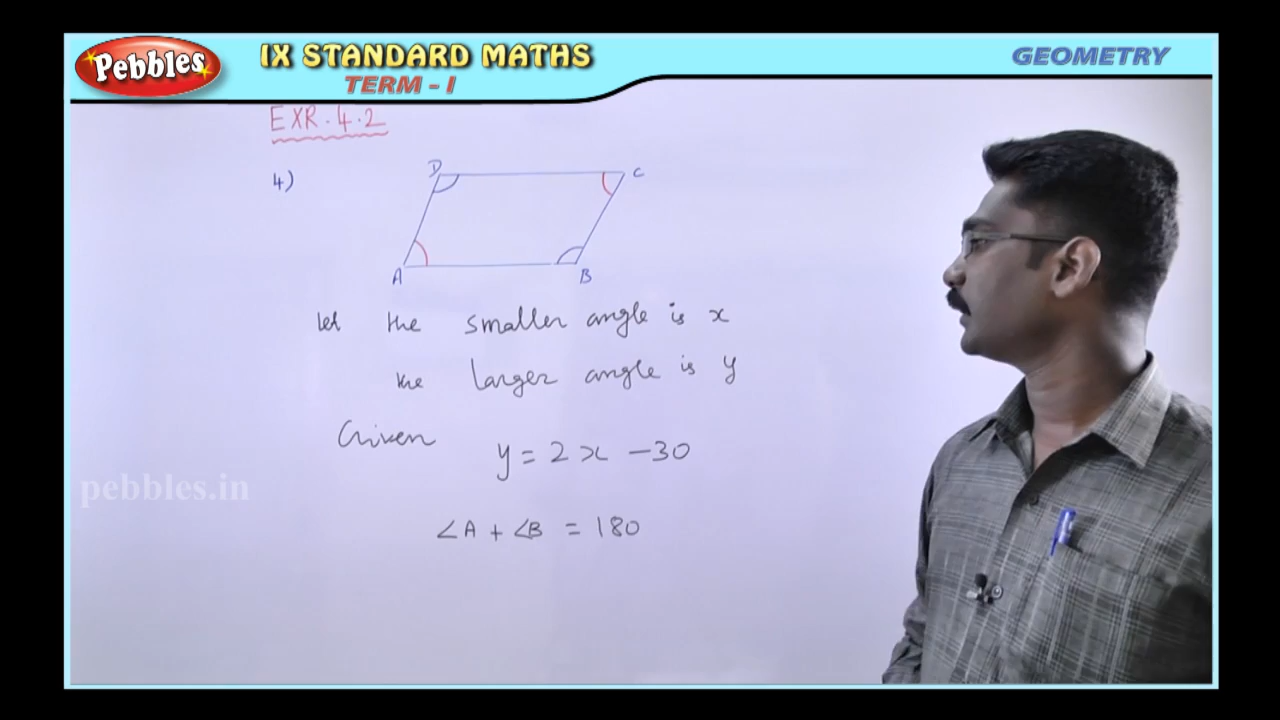 Pebbles
IX STANDARD MATHS
TERM - I
GEOMETRY
EXR. 4.2
4)
D
C
A
B
let the smaller angle is x
the larger angle is y
Given
y = 2x - 30
pebbles.in
∠A + ∠B = 180